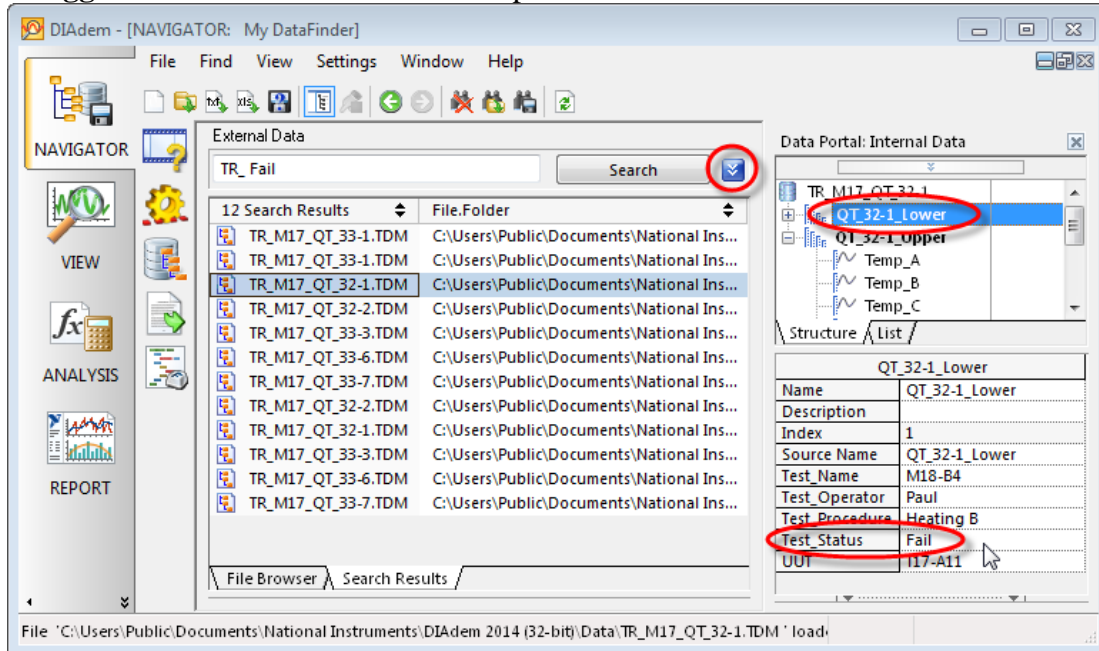 DIAdem - [NAVIGATOR: My DataFinder]
File Find View Settings Window Help
NAVIGATOR
VIEW
ANALYSIS
REPORT
External Data
TR_ Fail
Search
12 Search Results File.Folder
TR_M17_QT_33-1.TDM C:\Users\Public\Documents\National Ins...
TR_M17_QT_33-1.TDM C:\Users\Public\Documents\National Ins...
TR_M17_QT_32-1.TDM C:\Users\Public\Documents\National Ins...
TR_M17_QT_32-2.TDM C:\Users\Public\Documents\National Ins...
TR_M17_QT_33-3.TDM C:\Users\Public\Documents\National Ins...
TR_M17_QT_33-6.TDM C:\Users\Public\Documents\National Ins...
TR_M17_QT_33-7.TDM C:\Users\Public\Documents\National Ins...
TR_M17_QT_32-2.TDM C:\Users\Public\Documents\National Ins...
TR_M17_QT_32-1.TDM C:\Users\Public\Documents\National Ins...
TR_M17_QT_33-3.TDM C:\Users\Public\Documents\National Ins...
TR_M17_QT_33-6.TDM C:\Users\Public\Documents\National Ins...
TR_M17_QT_33-7.TDM C:\Users\Public\Documents\National Ins...
File Browser Search Results
Data Portal: Internal Data
TR_M17_QT_32-1
QT_32-1_Lower
QT_32-1_Upper
Temp_A
Temp_B
Temp_C
Structure List
QT_32-1_Lower
Name QT_32-1_Lower
Description
Index 1
Source Name QT_32-1_Lower
Test_Name M18-B4
Test_Operator Paul
Test_Procedure Heating B
Test_Status Fail
UUT I17-A11
File 'C:\Users\Public\Documents\National Instruments\DIAdem 2014 (32-bit)\Data\TR_M17_QT_32-1.TDM ' load